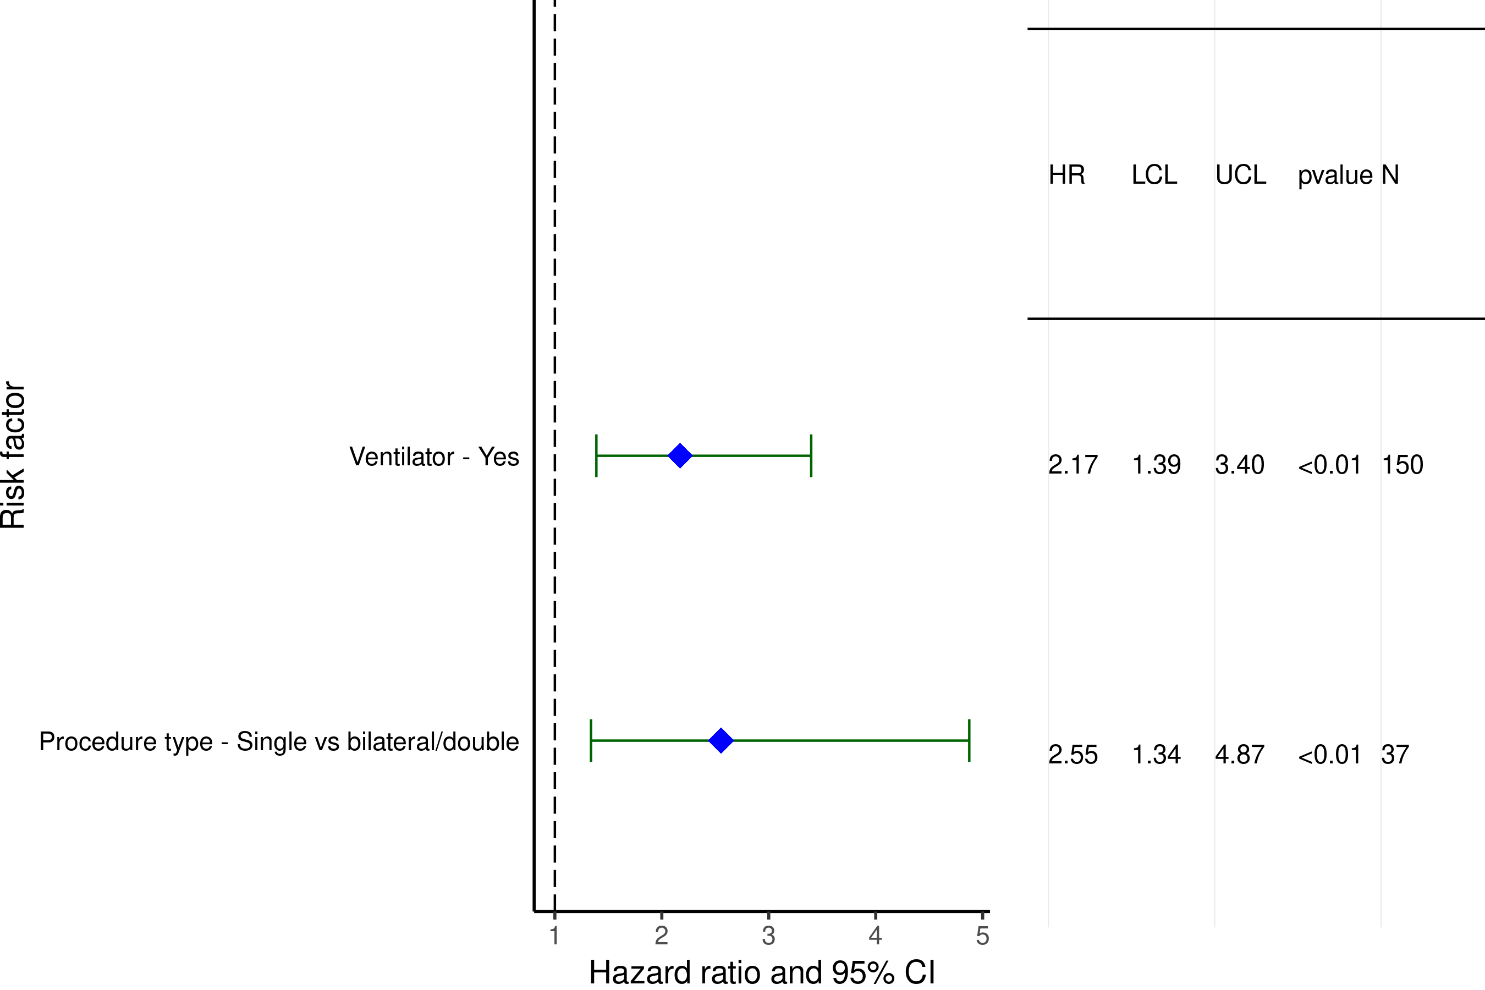 HR LCL UCL pvalue N
Risk factor
Ventilator - Yes
2.17 1.39 3.40 <0.01 150
Procedure type - Single vs bilateral/double
2.55 1.34 4.87 <0.01 37
1 2 3 4 5
Hazard ratio and 95% CI